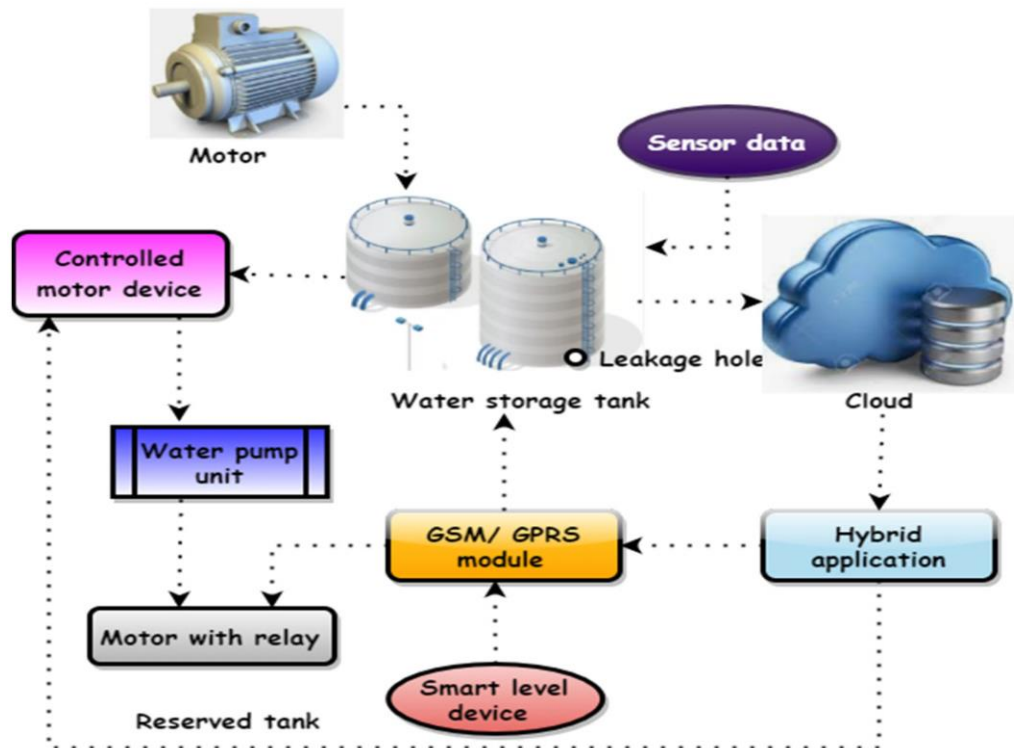 Motor
Sensor data
Controlled
motor device
Leakage hole
Water storage tank
Cloud
Water pump
unit
GSM/ GPRS
module
Hybrid
application
Motor with relay
Smart level
device
Reserved tank